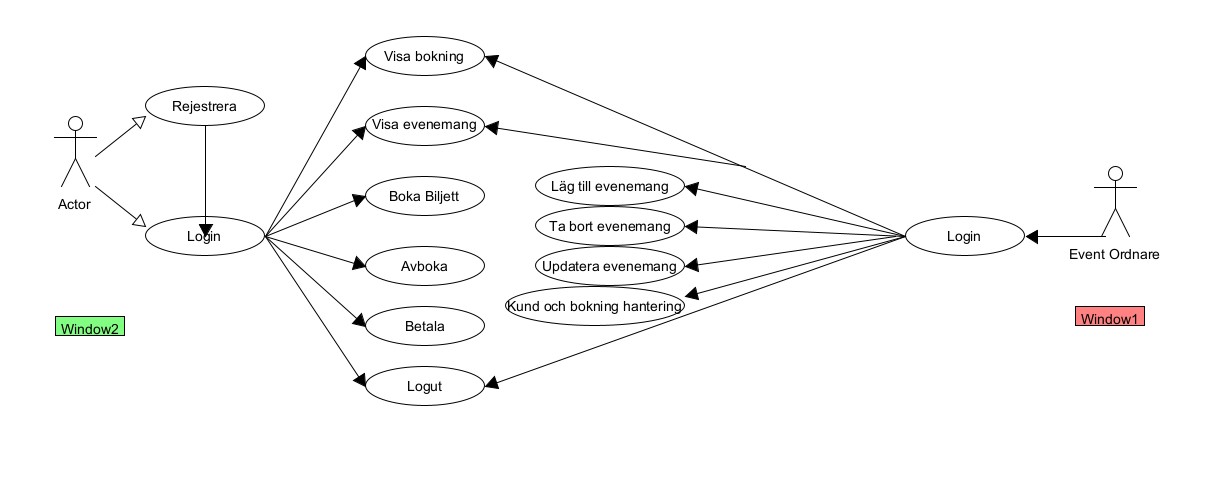 Visa bokning
Rejestrera
Visa evenemang
Actor
Boka Biljett
Läg till evenemang
Ta bort evenemang
Login
Login
Event Ordnare
Avboka
Updatera evenemang
Kund och bokning hantering
Window2
Betala
Window1
Logut